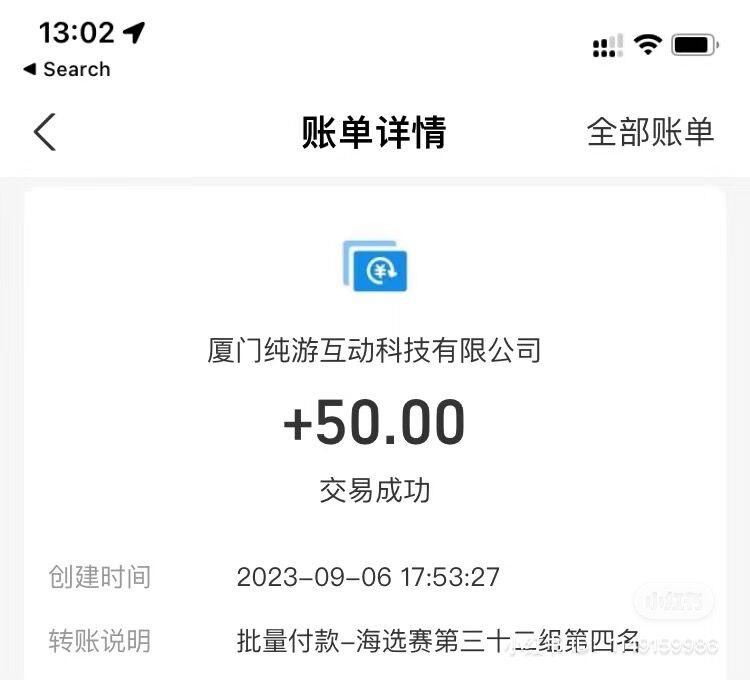 13:02
◀ Search
账单详情
全部账单
厦门纯游互动科技有限公司
+50.00
交易成功
创建时间 2023-09-06 17:53:27
小红书
转账说明 批量付款-海选赛第三十二组第四名